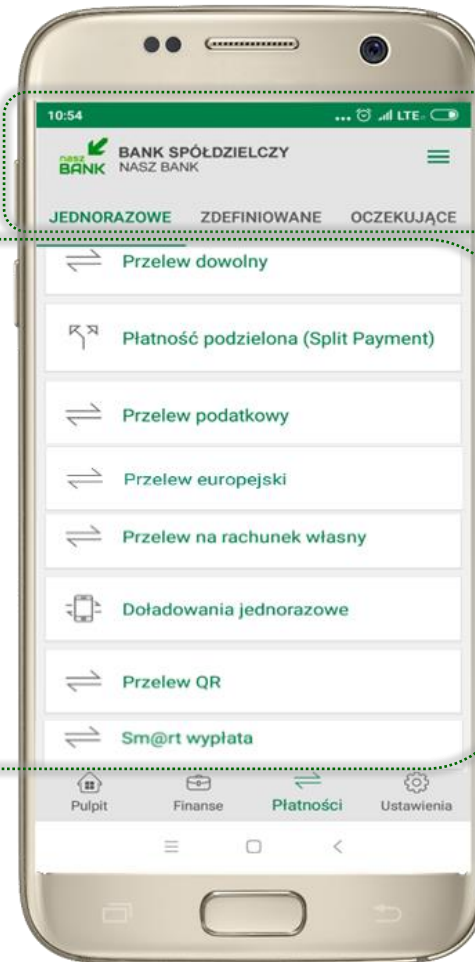 10:54 ... LTE
nasz
BANK
BANK SPÓŁDZIELCZY
NASZ BANK
JEDNORAZOWE ZDEFINIOWANE OCZEKUJĄCE
Przelew dowolny
Płatność podzielona (Split Payment)
Przelew podatkowy
Przelew europejski
Przelew na rachunek własny
Doładowania jednorazowe
Przelew QR
Sm@rt wypłata
Pulpit Finanse Płatności Ustawienia